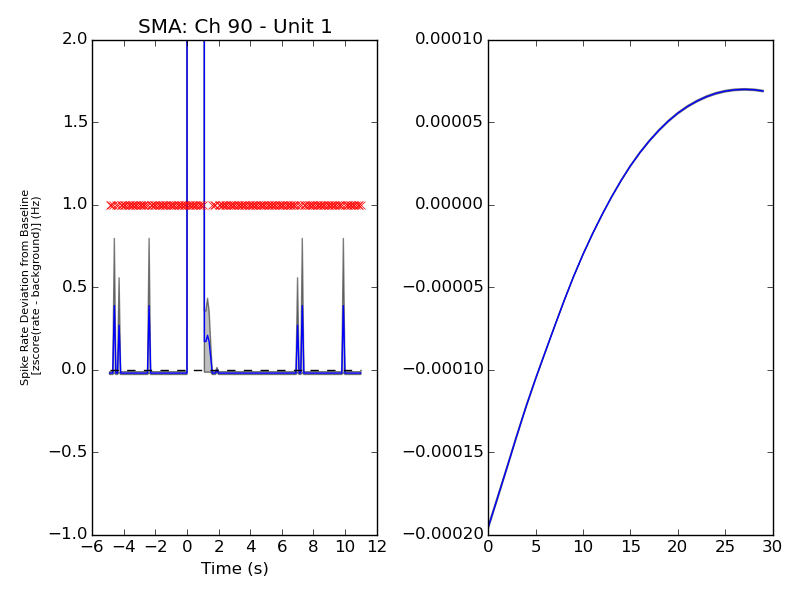 SMA: Ch 90 - Unit 1
Spike Rate Deviation from Baseline
[zscore(rate - background)] (Hz)
2.0
1.5
1.0
0.5
0.0
−0.5
−1.0
−6 −4 −2 0 2 4 6 8 10 12
Time (s)
0.00010
0.00005
0.00000
−0.00005
−0.00010
−0.00015
−0.00020
0 5 10 15 20 25 30